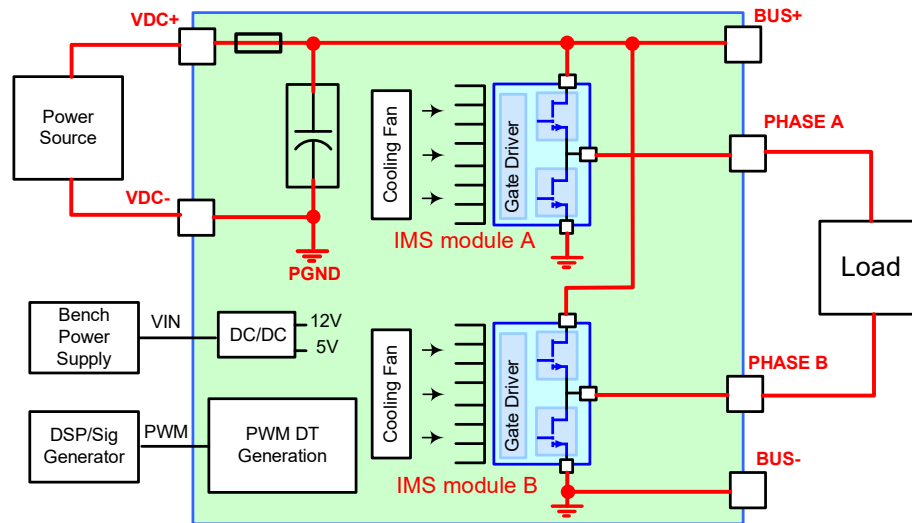 VDC+
BUS+
Power
Source
Cooling Fan
Gate Driver
PHASE A
VDC-
IMS module A
PGND
Load
Bench
Power
Supply
VIN
DC/DC
12V
5V
Cooling Fan
Gate Driver
PHASE B
DSP/Sig
Generator
PWM
PWM DT
Generation
IMS module B
BUS-